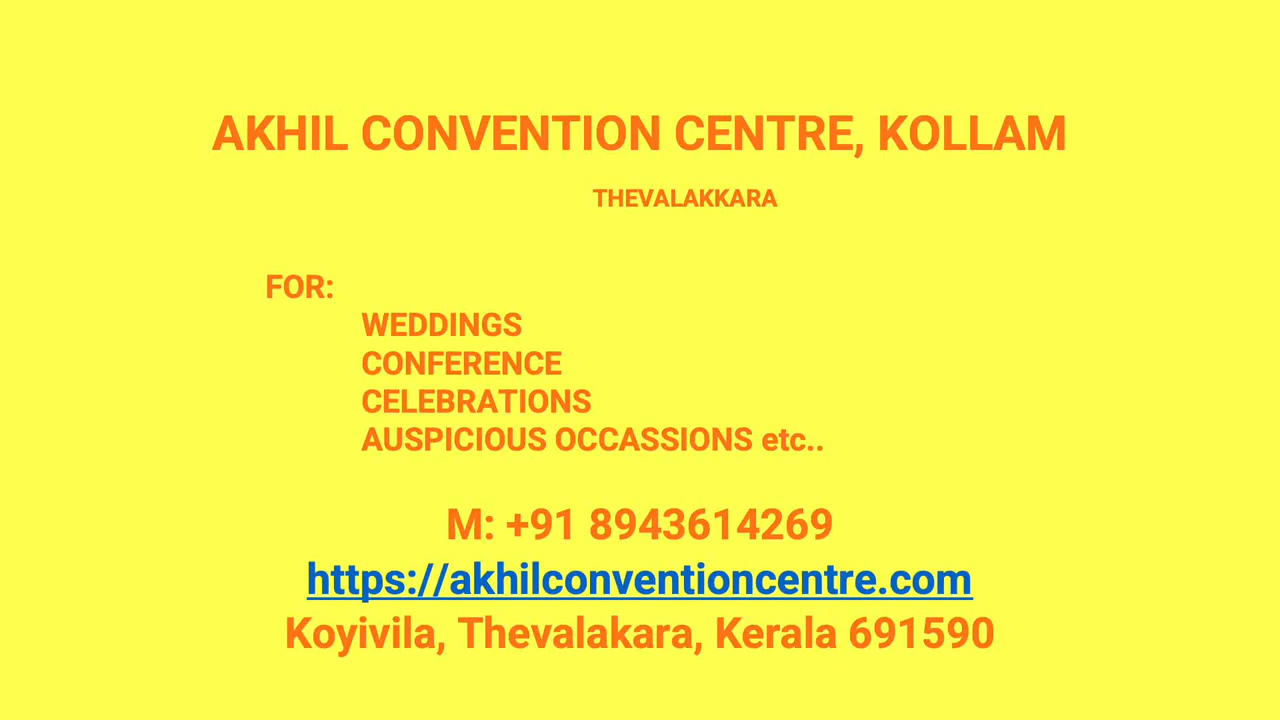 AKHIL CONVENTION CENTRE, KOLLAM
THEVALAKKARA
FOR:
WEDDINGS
CONFERENCE
CELEBRATIONS
AUSPICIOUS OCCASSIONS etc..
M: +91 8943614269
https://akhilconventioncentre.com
Koyivila, Thevalakara, Kerala 691590